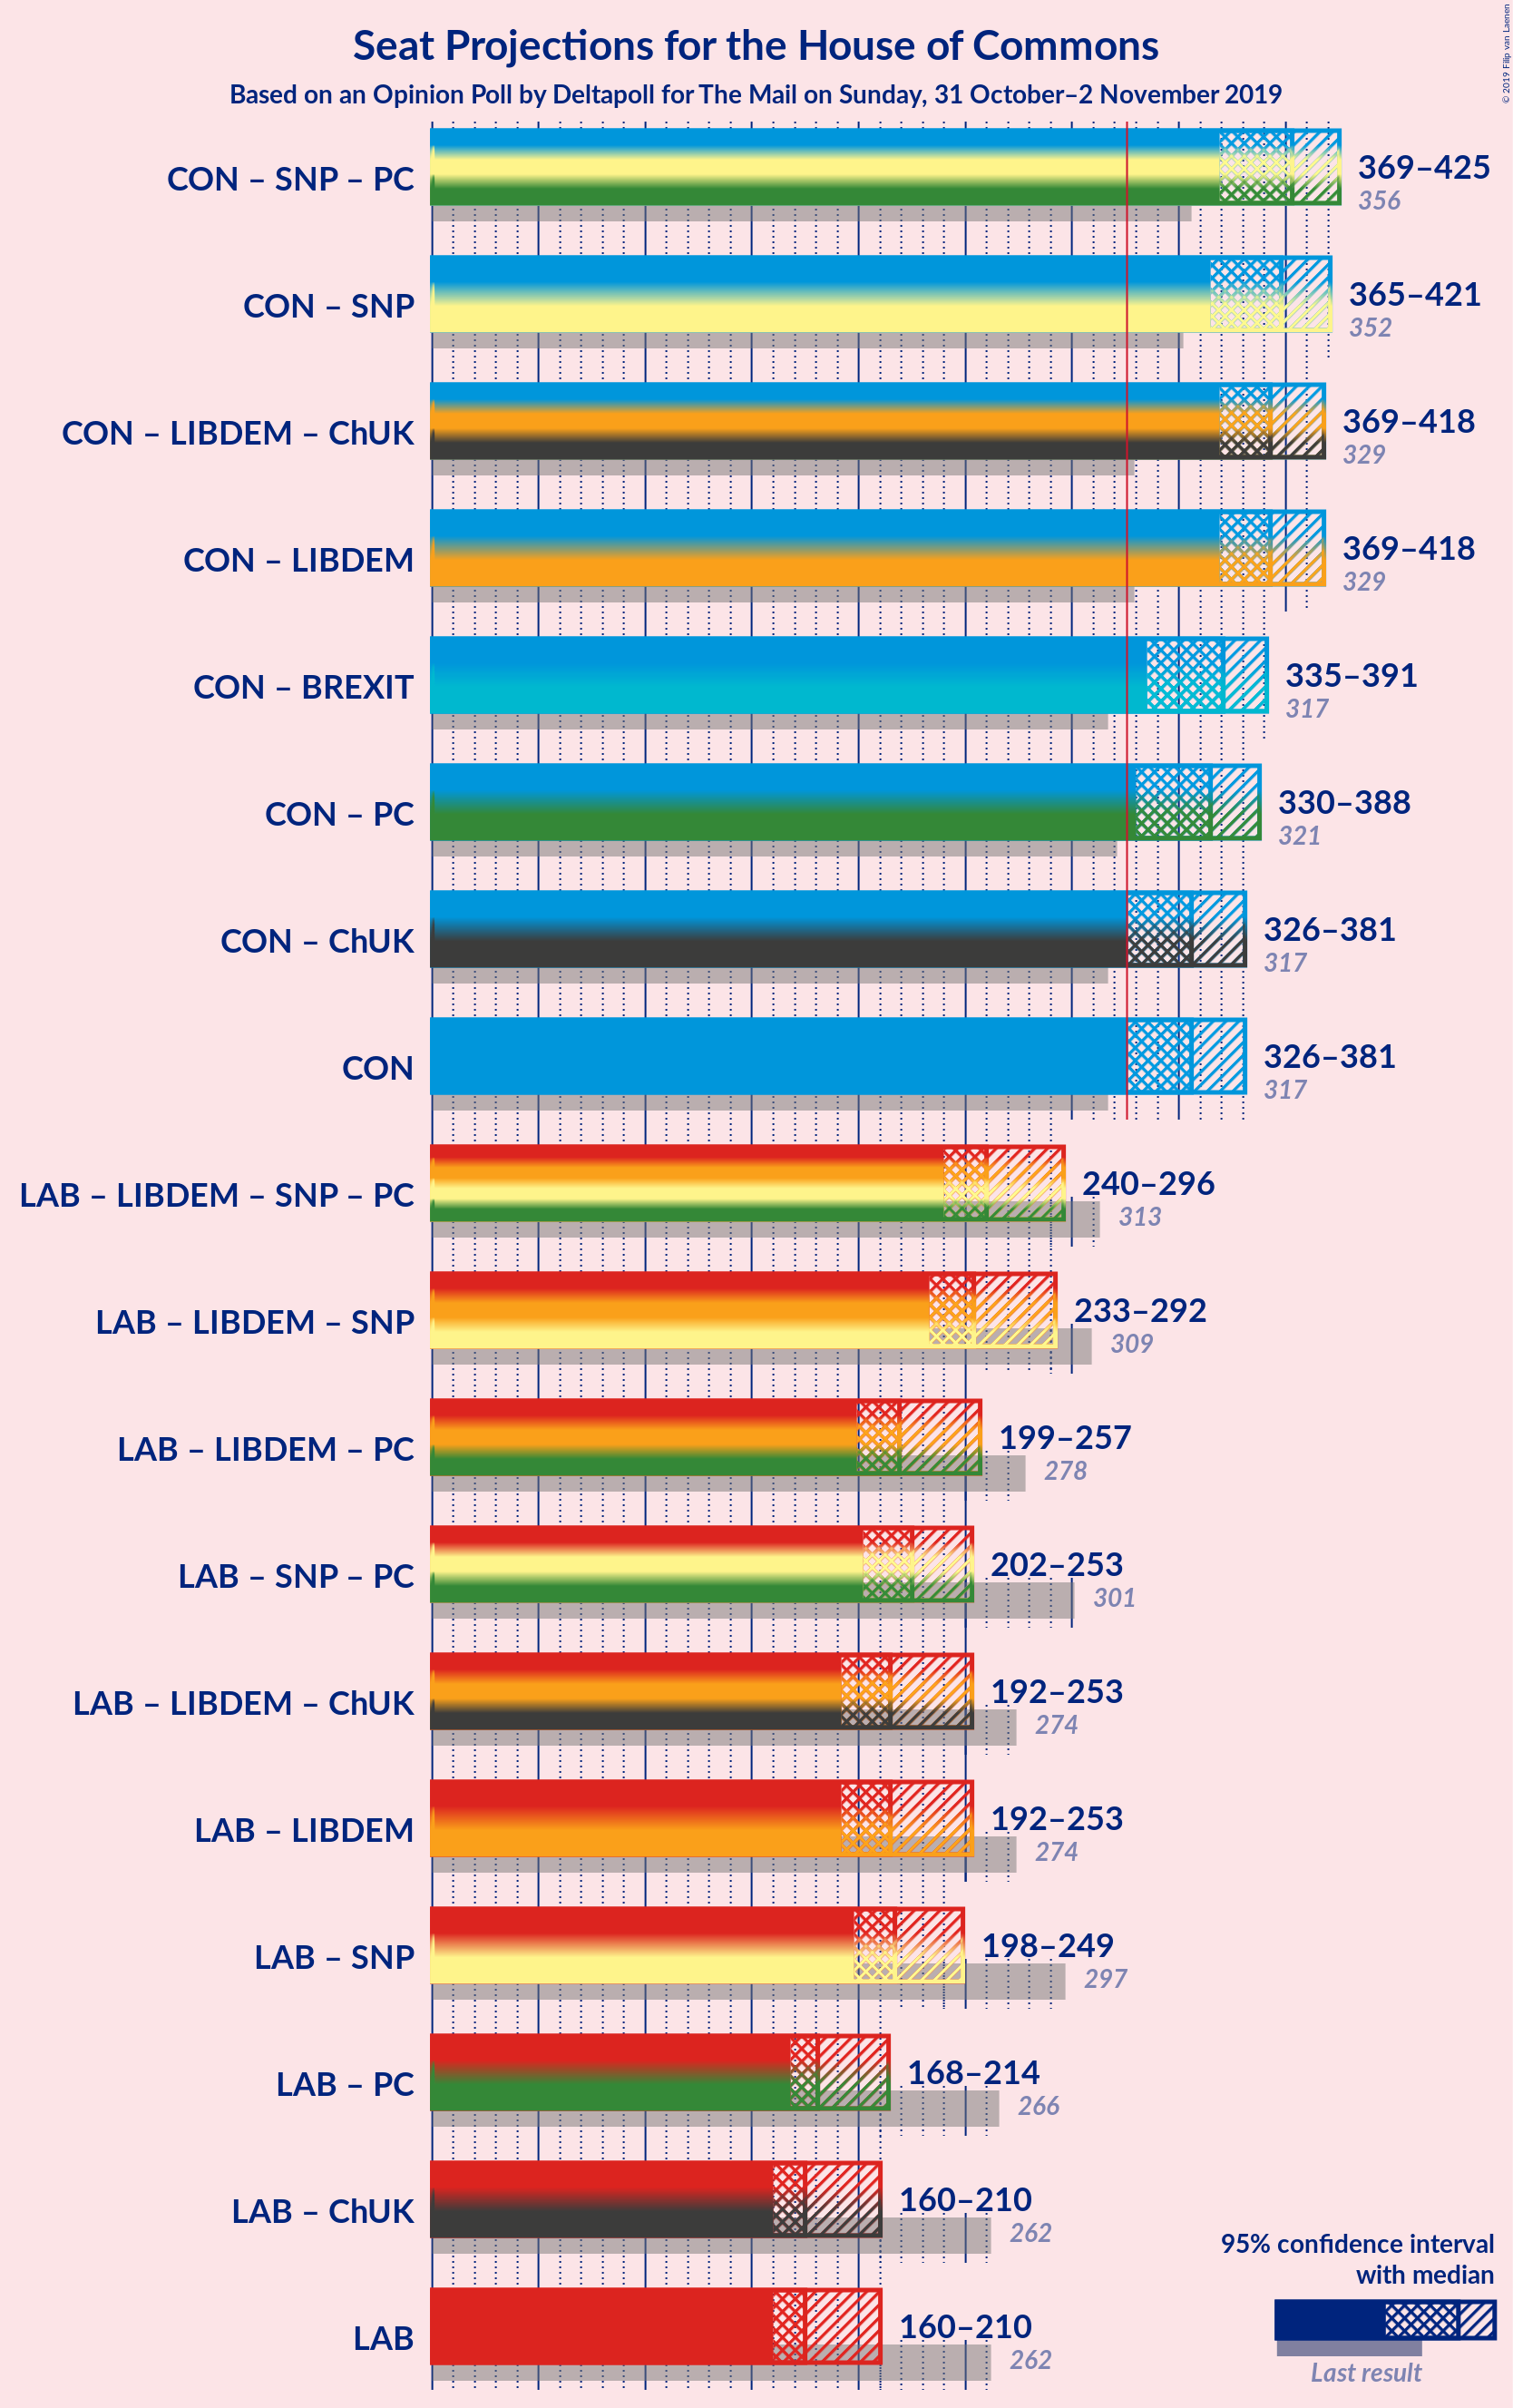 Seat Projections for the House of Commons
Based on an Opinion Poll by Deltapoll for The Mail on Sunday, 31 October–2 November 2019
© 2019 Filip van Laenen
CON – SNP – PC
369–425
356
CON – SNP
365–421
352
CON – LIBDEM – ChUK
369–418
329
CON – LIBDEM
369–418
329
CON – BREXIT
335–391
317
CON – PC
330–388
321
CON – ChUK
326–381
317
CON
326–381
317
LAB – LIBDEM – SNP – PC
240–296
313
LAB – LIBDEM – SNP
233–292
309
LAB – LIBDEM – PC
199–257
278
LAB – SNP – PC
202–253
301
LAB – LIBDEM – ChUK
192–253
274
LAB – LIBDEM
192–253
274
LAB – SNP
198–249
297
LAB – PC
168–214
266
LAB – ChUK
160–210
262
LAB
160–210
262
95% confidence interval
with median
Last result